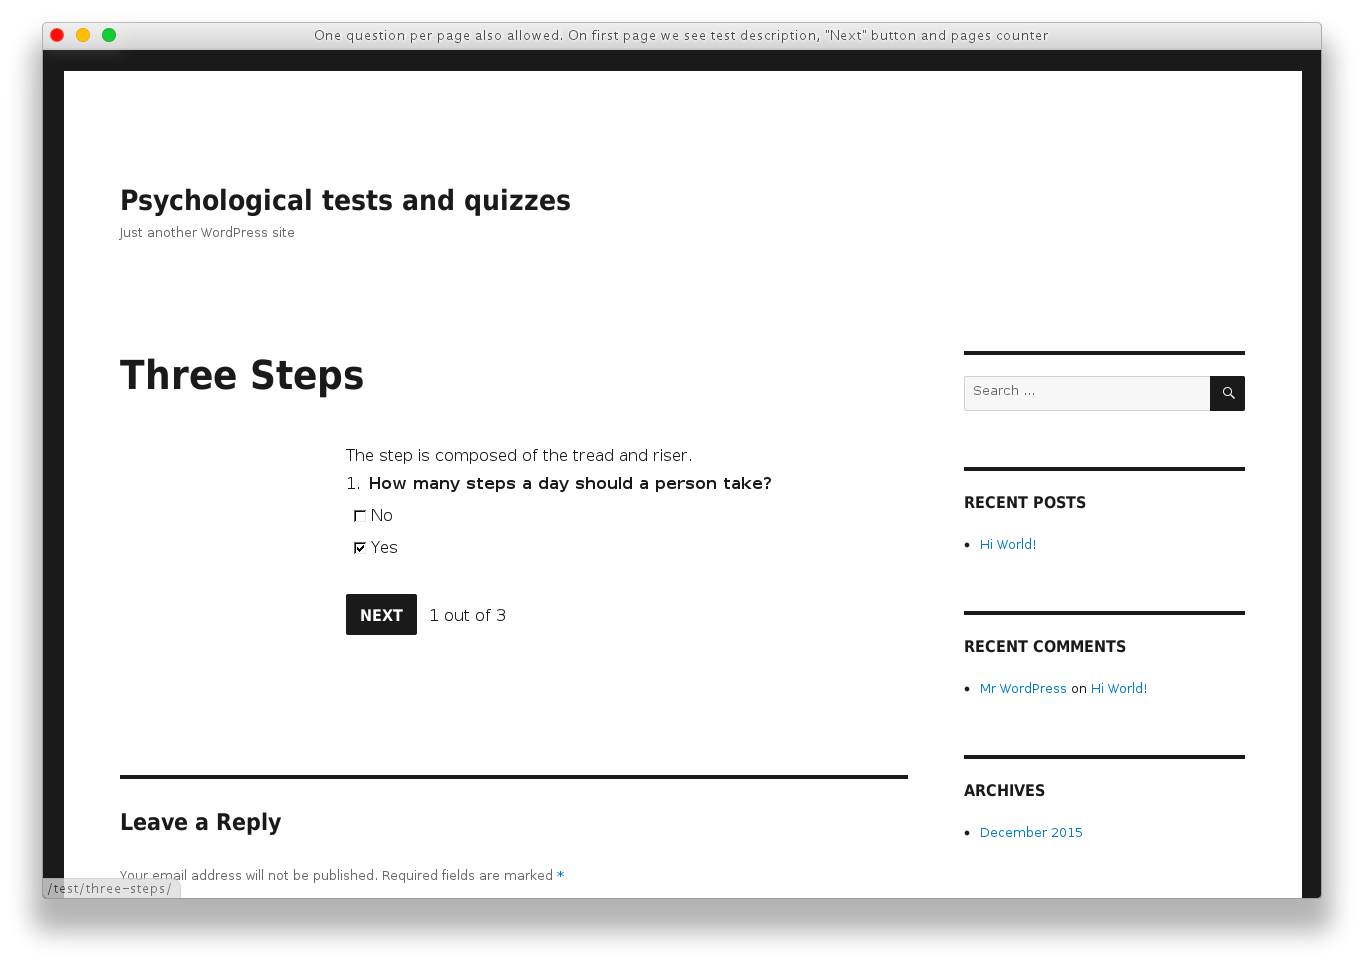 One question per page also allowed. On first page we see test description, "Next" button and pages counter
Psychological tests and quizzes
Just another WordPress site
Three Steps
The step is composed of the tread and riser.
1. How many steps a day should a person take?
No
Yes
NEXT 1 out of 3
Leave a Reply
Your email address will not be published. Required fields are marked *
/test/three-steps/
Search ...
RECENT POSTS
Hi World!
RECENT COMMENTS
Mr WordPress on Hi World!
ARCHIVES
December 2015